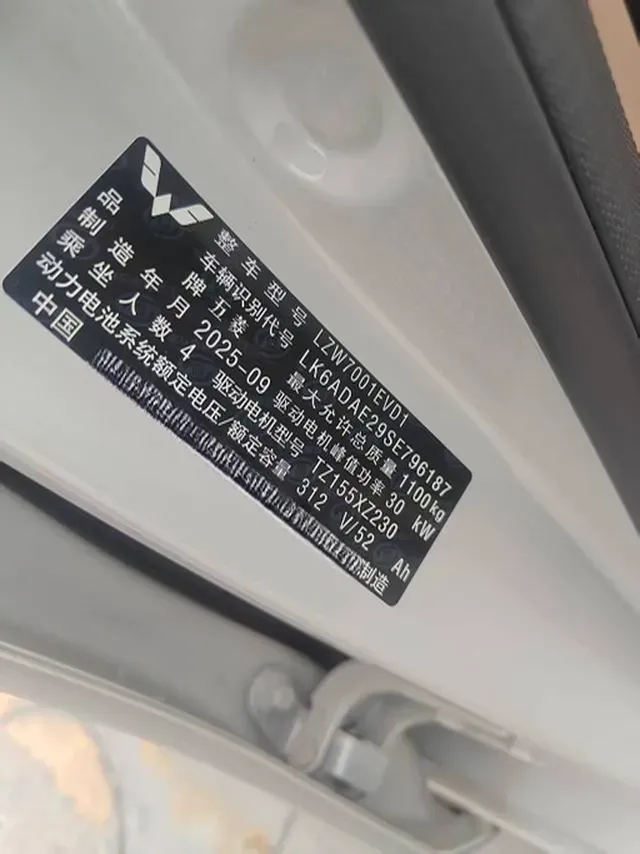 整车型号 LZW7001EVD1
车辆识别代号 LK6ADAE29SE796187
品牌 五菱 最大允许总质量 1100kg
制造年月 2025-09 驱动电机峰值功率 30 kW
乘坐人数 4 驱动电机型号 TZ155XZ230
动力电池系统额定电压/额定容量 312 V/52 Ah
中国 制造